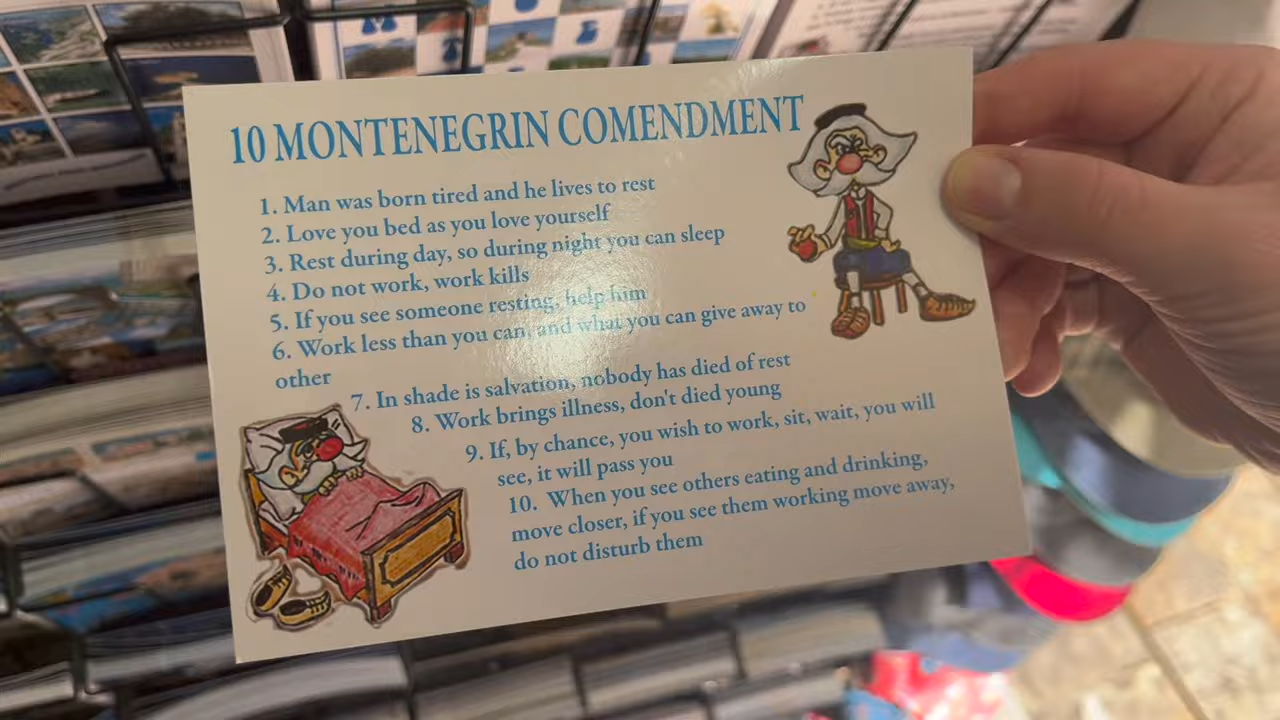 10 MONTENEGRIN COMENDMENT
1. Man was born tired and he lives to rest
2. Love you bed as you love yourself
3. Rest during day, so during night you can sleep
4. Do not work, work kills
5. If you see someone resting, help him
6. Work less than you can, and what you can give away to
other
7. In shade is salvation, nobody has died of rest
8. Work brings illness, don't died young
9. If, by chance, you wish to work, sit, wait, you will
see, it will pass you
10. When you see others eating and drinking,
move closer, if you see them working move away,
do not disturb them